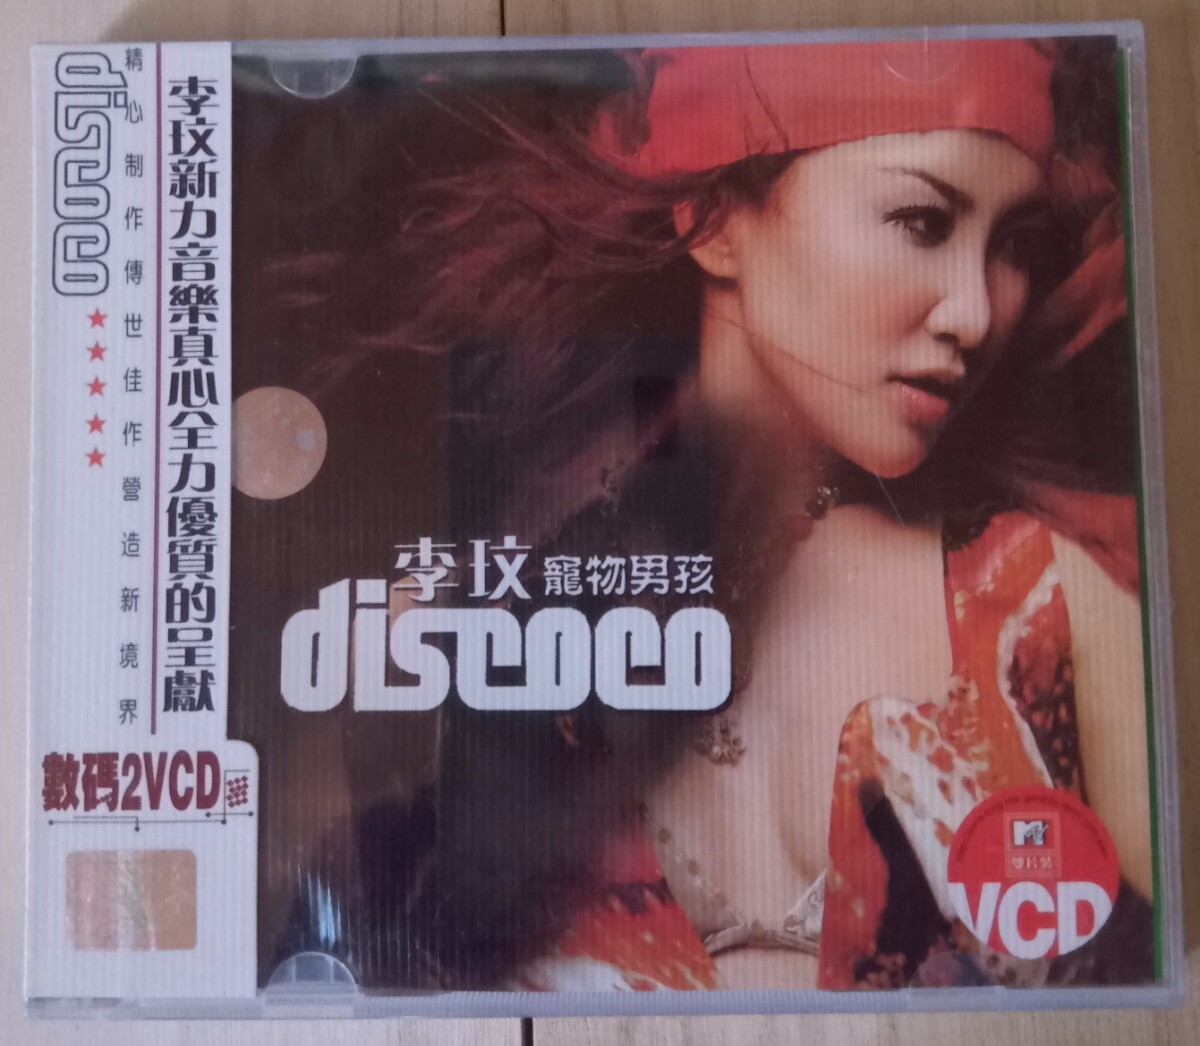 discoco
精心制作傳世佳作營造新境界
李玟新力音樂真心全力優質的呈獻
數碼2VCD
李玟 寵物男孩
discoco
MTV
雙片裝
VCD